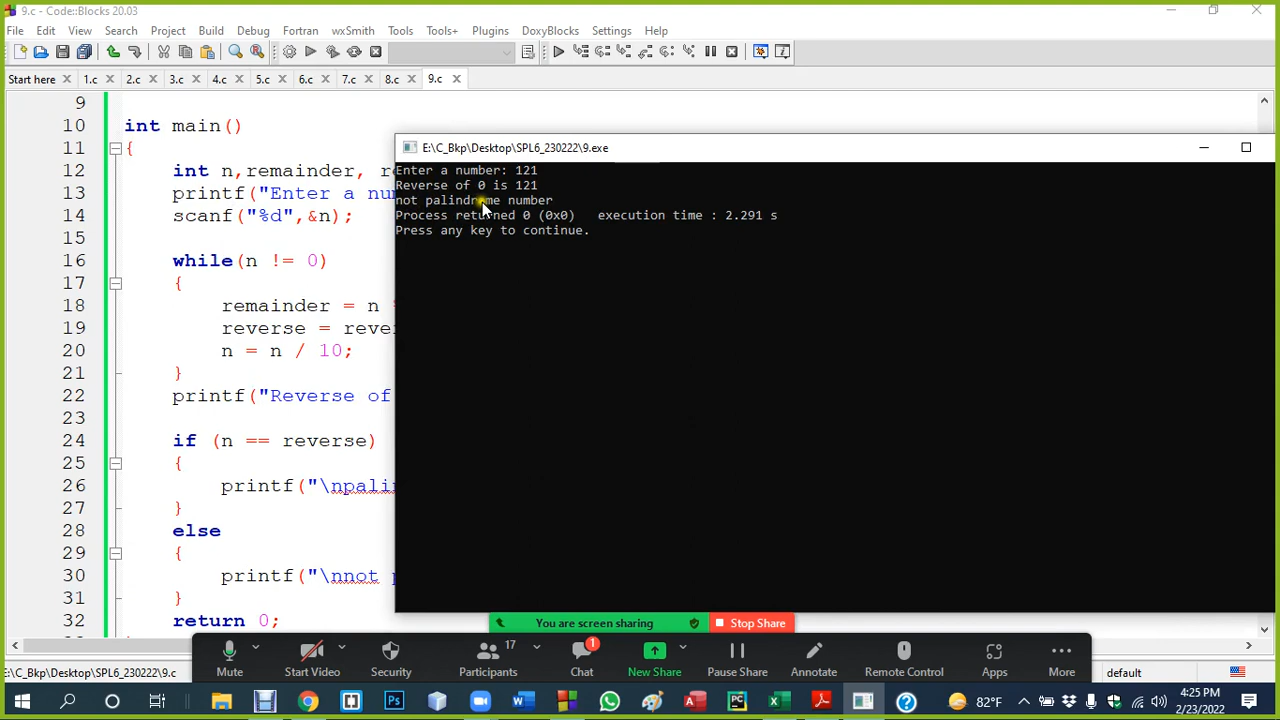 9.c - Code::Blocks 20.03
File Edit View Search Project Build Debug Fortran wxSmith Tools Tools+ Plugins DoxyBlocks Settings Help
Start here 1.c 2.c 3.c 4.c 5.c 6.c 7.c 8.c 9.c
9
10 int main()
11 {
12 int n,remainder, re
13 printf("Enter a num
14 scanf("%d",&n);
15
16 while(n != 0)
17 {
18 remainder = n
19 reverse = rever
20 n = n / 10;
21 }
22 printf("Reverse of
23
24 if (n == reverse)
25 {
26 printf("\npalin
27 }
28 else
29 {
30 printf("\nnot p
31 }
32 return 0;
E:\C_Bkp\Desktop\SPL6_230222\9.exe
Enter a number: 121
Reverse of 0 is 121
not palindrome number
Process returned 0 (0x0) execution time : 2.291 s
Press any key to continue.
You are screen sharing Stop Share
17 1
Mute Start Video Security Participants Chat New Share Pause Share Annotate Remote Control Apps More
E:\C_Bkp\Desktop\SPL6_230222\9.c default
82°F 4:25 PM
2/23/2022